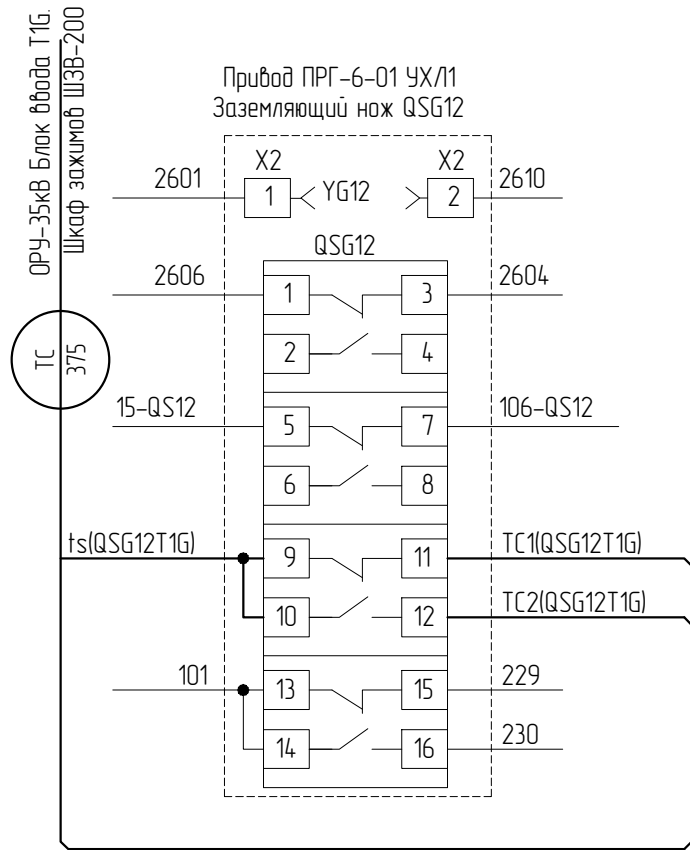 ОРУ-35кВ Блок ввода T1G.
Шкаф зажимов ШЗВ-200
Привод ПРГ-6-01 УХЛ1
Заземляющий нож QSG12
X2 X2
2601 1 YG12 2 2610
QSG12
2606 1 3 2604
2 4
ТС 375
15-QS12 5 7 106-QS12
6 8
ts(QSG12T1G) 9 11 TC1(QSG12T1G)
10 12 TC2(QSG12T1G)
101 13 15 229
14 16 230